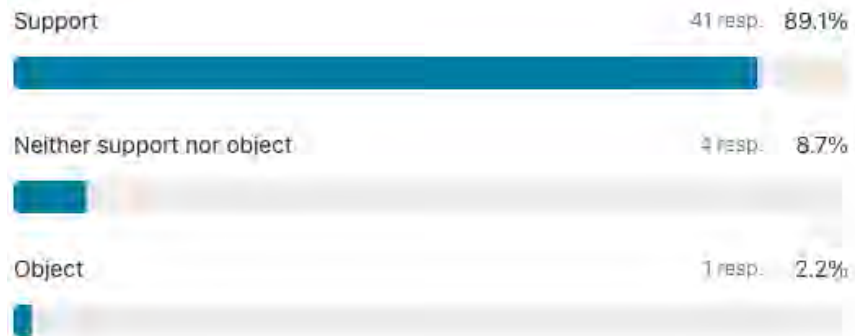 Support 41 resp. 89.1%
Neither support nor object 4 resp. 8.7%
Object 1 resp. 2.2%